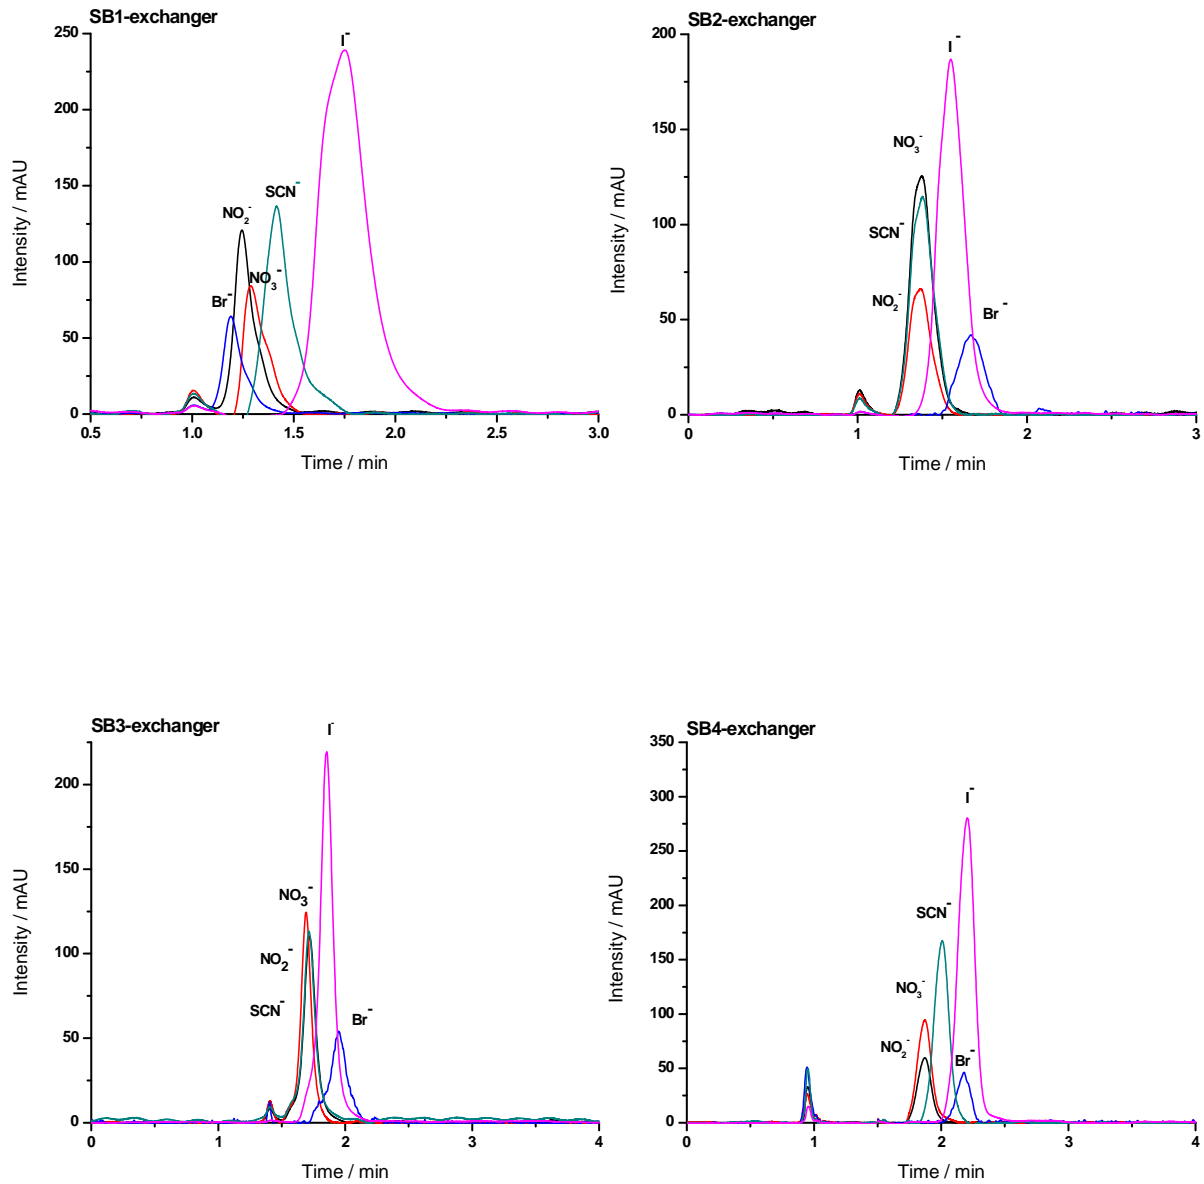 SB1-exchanger
250
200
150
100
50
0
Intensity / mAU
I⁻
SCN⁻
NO₂⁻
NO₃⁻
Br⁻
0.5 1.0 1.5 2.0 2.5 3.0
Time / min
SB2-exchanger
200
150
100
50
0
Intensity / mAU
I⁻
NO₃⁻
SCN⁻
NO₂⁻
Br⁻
0 1 2 3
Time / min
SB3-exchanger
200
150
100
50
0
Intensity / mAU
I⁻
NO₃⁻
NO₂⁻
SCN⁻
Br⁻
0 1 2 3 4
Time / min
SB4-exchanger
350
300
250
200
150
100
50
0
Intensity / mAU
I⁻
SCN⁻
NO₃⁻
NO₂⁻
Br⁻
0 1 2 3 4
Time / min